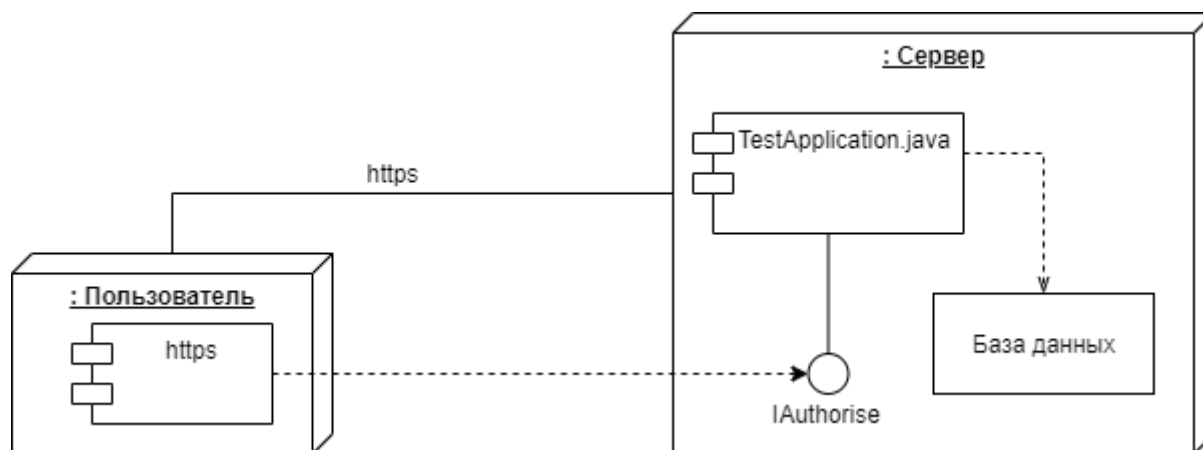 : Сервер
TestApplication.java
https
: Пользователь
https
База данных
IAuthorise